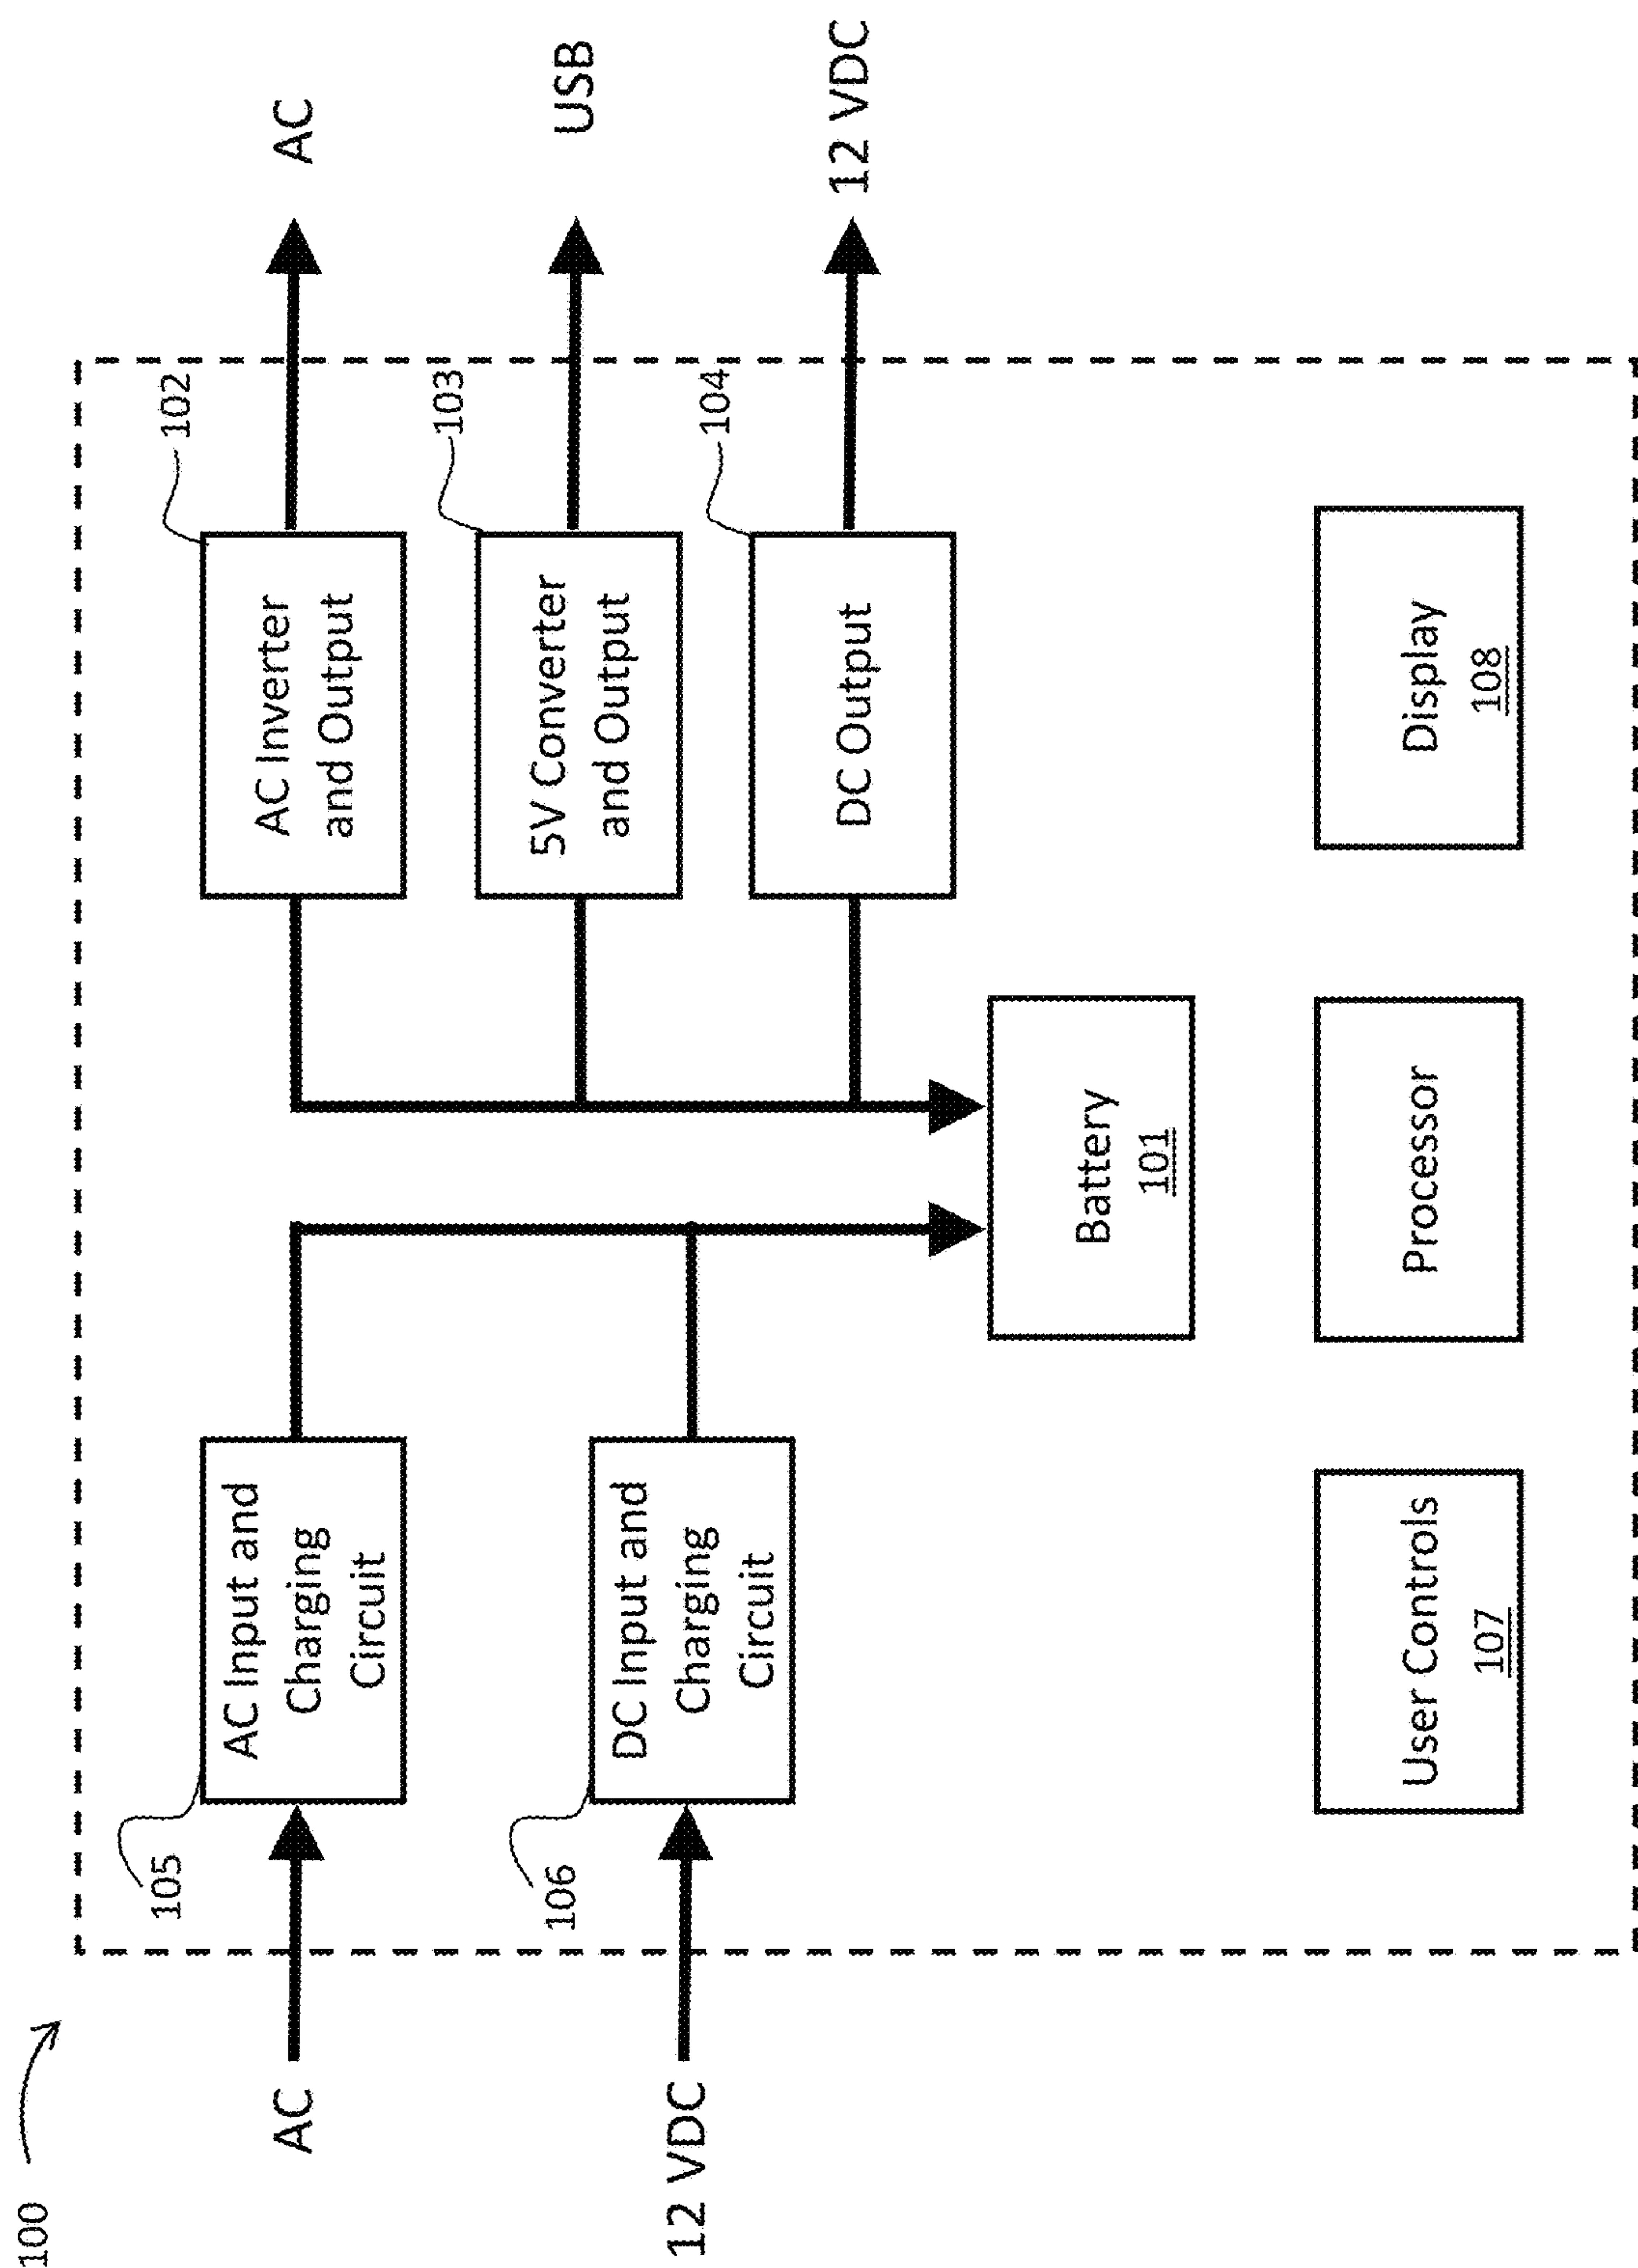 100
AC
105
AC Input and
Charging
Circuit
102
AC Inverter
and Output
AC
103
5V Converter
and Output
USB
12 VDC
106
DC Input and
Charging
Circuit
104
DC Output
12 VDC
Battery
101
User Controls
107
Processor
Display
108